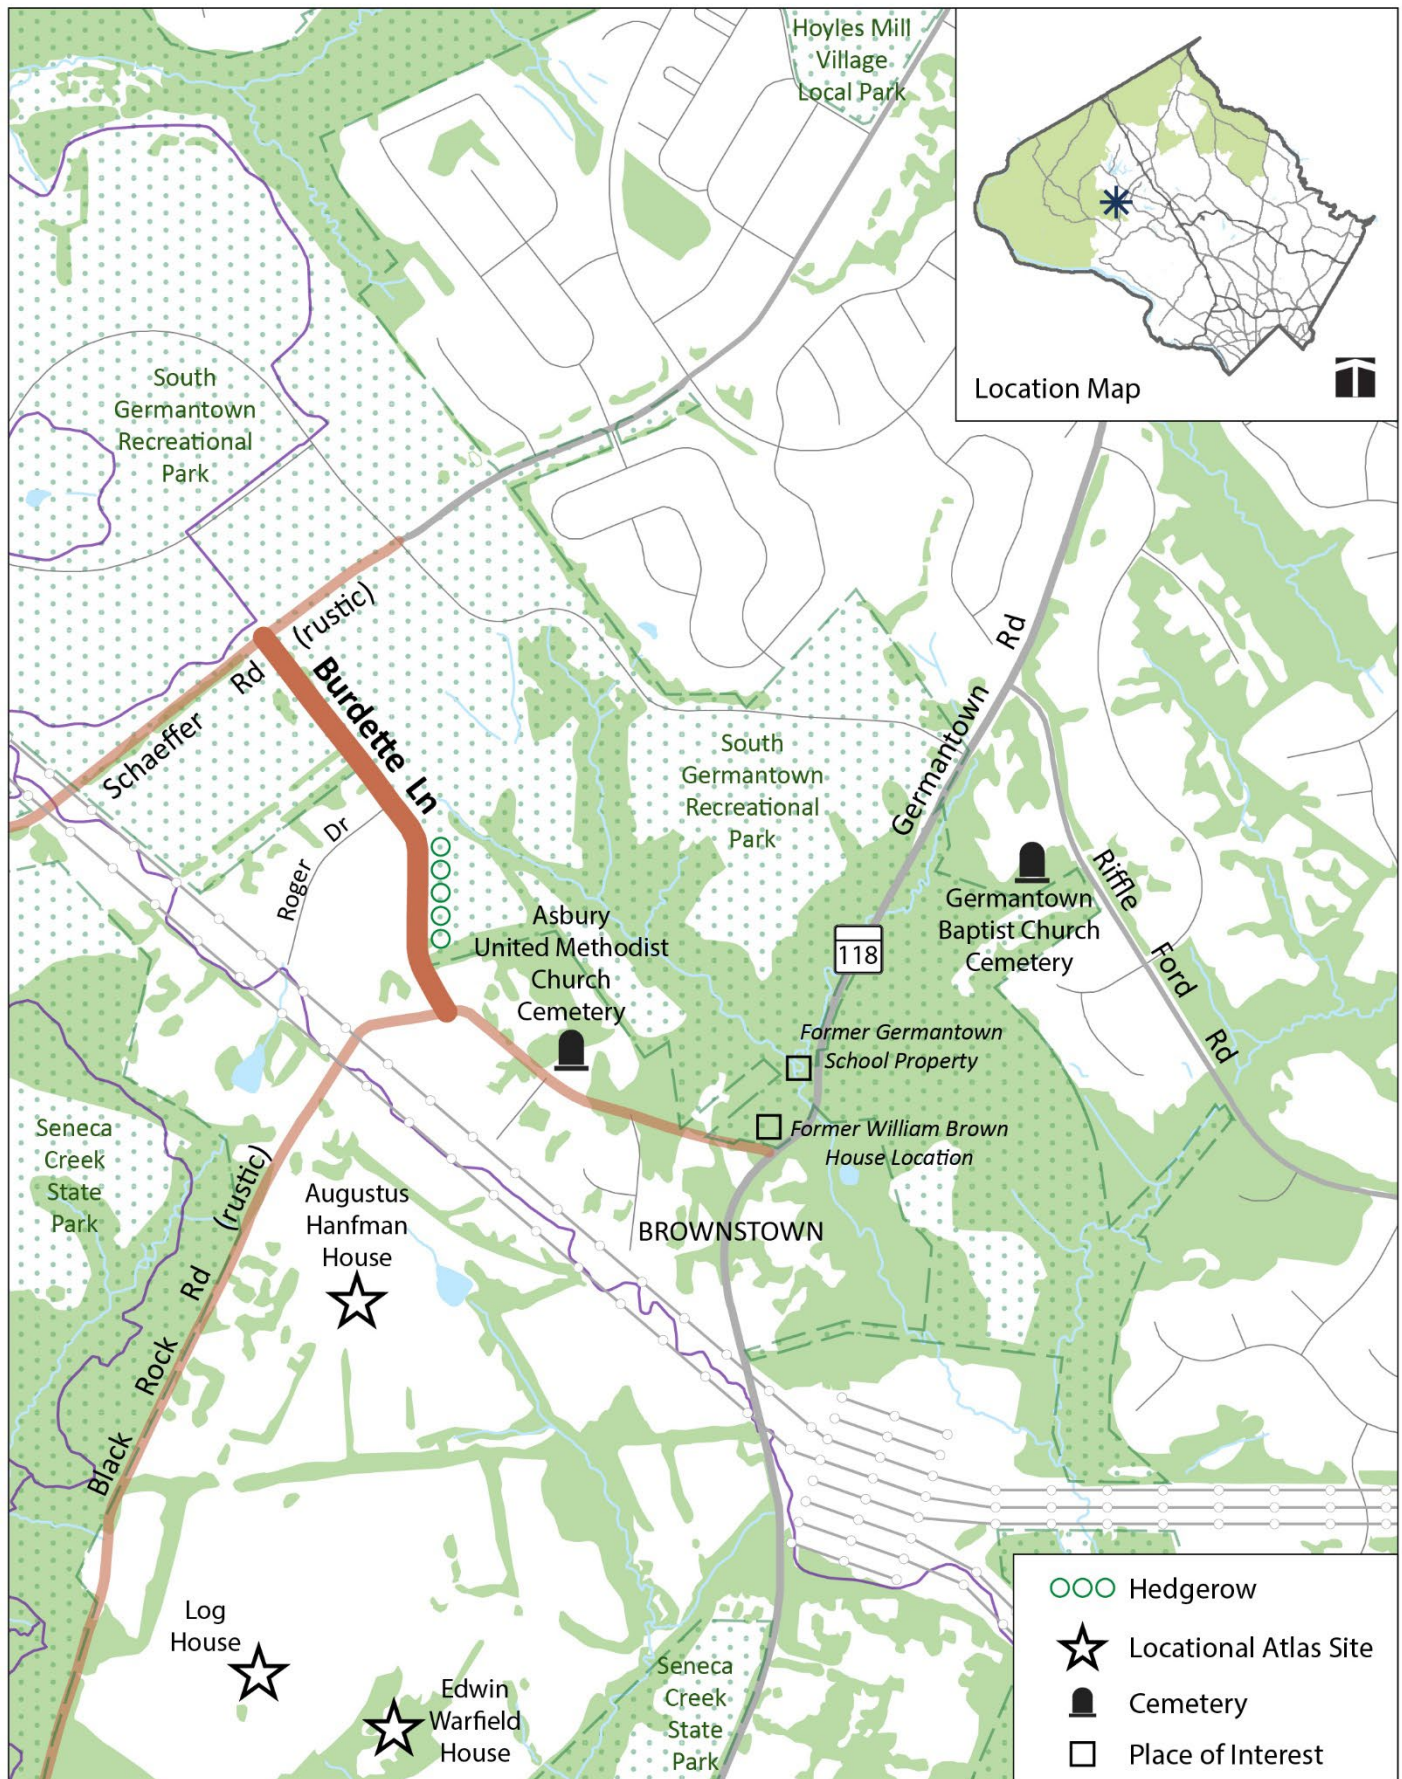 Hoyles Mill
Village
Local Park
Location Map
South
Germantown
Recreational
Park
(rustic)
Schaeffer Rd
Burdette Ln
Roger Dr
Germantown Rd
South
Germantown
Recreational
Park
118
Riffle Ford Rd
Germantown
Baptist Church
Cemetery
Asbury
United Methodist
Church
Cemetery
Former Germantown
School Property
Former William Brown
House Location
BROWNSTOWN
Seneca
Creek
State
Park
(rustic)
Black Rock Rd
Augustus
Hanfman
House
Log
House
Edwin
Warfield
House
Seneca
Creek
State
Park
Hedgerow
Locational Atlas Site
Cemetery
Place of Interest